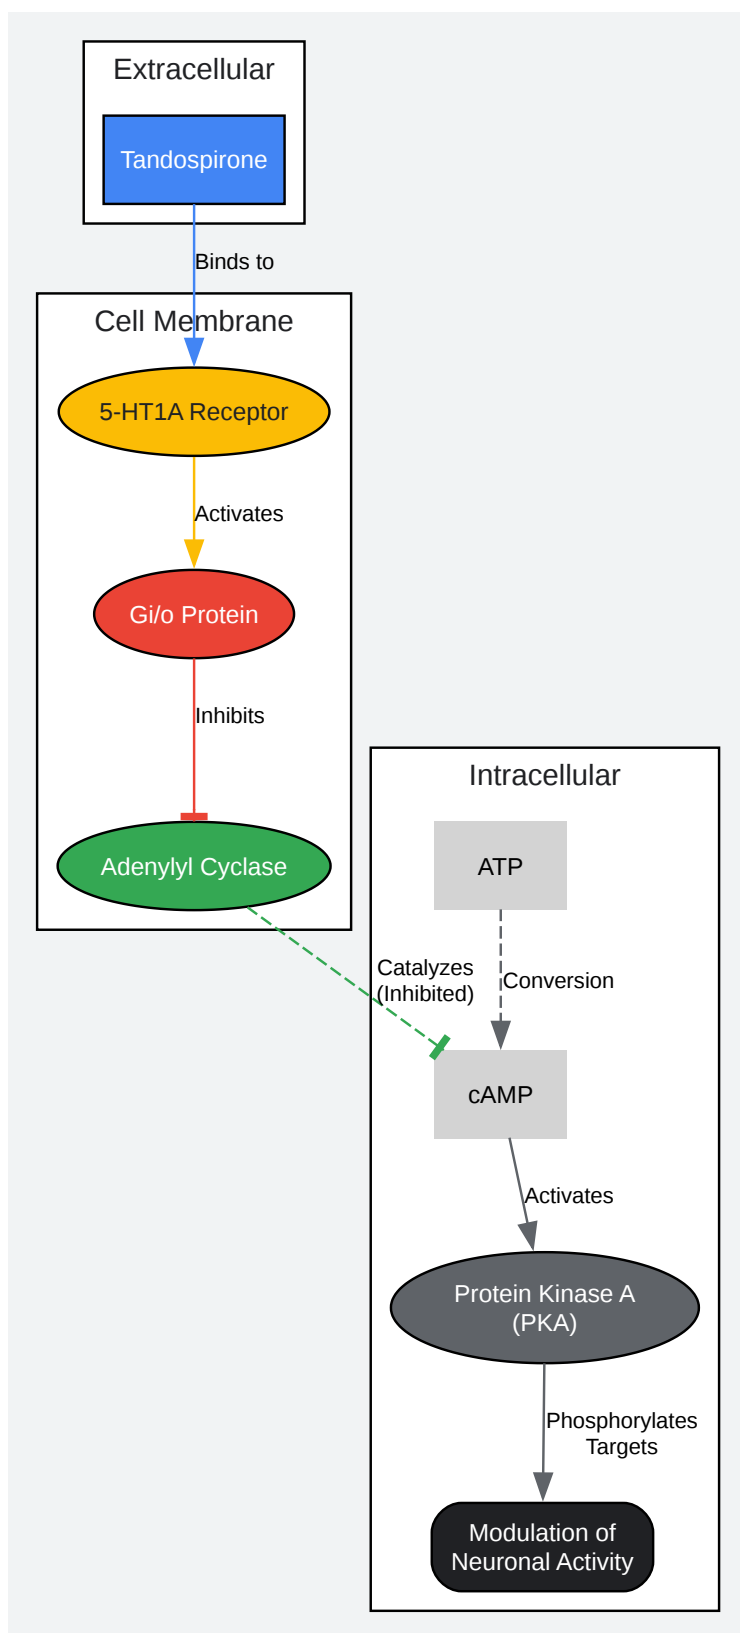 Extracellular
Tandospirone
Binds to
Cell Membrane
5-HT1A Receptor
Activates
Gi/o Protein
Inhibits
Adenylyl Cyclase
Intracellular
ATP
Catalyzes
(Inhibited)
Conversion
cAMP
Activates
Protein Kinase A
(PKA)
Phosphorylates
Targets
Modulation of
Neuronal Activity